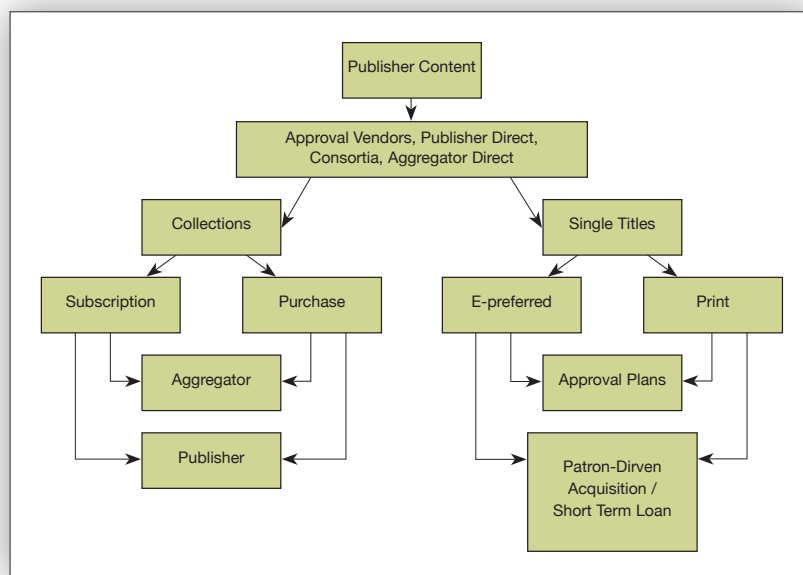 Publisher Content
Approval Vendors, Publisher Direct,
Consortia, Aggregator Direct
Collections
Single Titles
Subscription
Purchase
E-preferred
Print
Aggregator
Approval Plans
Publisher
Patron-Dirven
Acquisition /
Short Term Loan